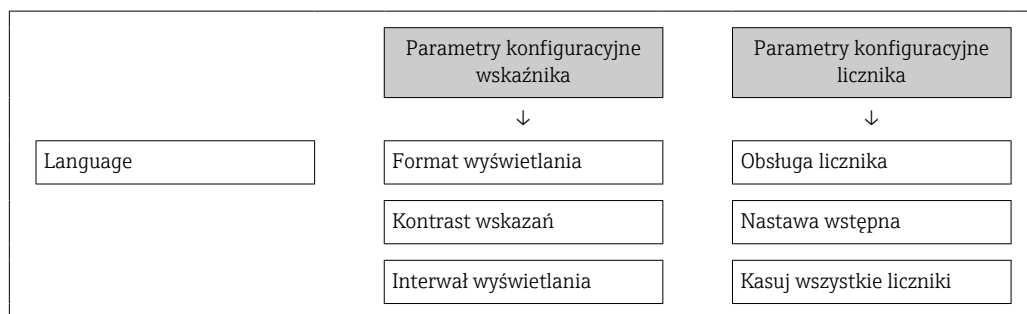 Parametry konfiguracyjne
wskaźnika
Parametry konfiguracyjne
licznika
↓
↓
Language
Format wyświetlania
Obsługa licznika
Kontrast wskazań
Nastawa wstępna
Interwał wyświetlania
Kasuj wszystkie liczniki